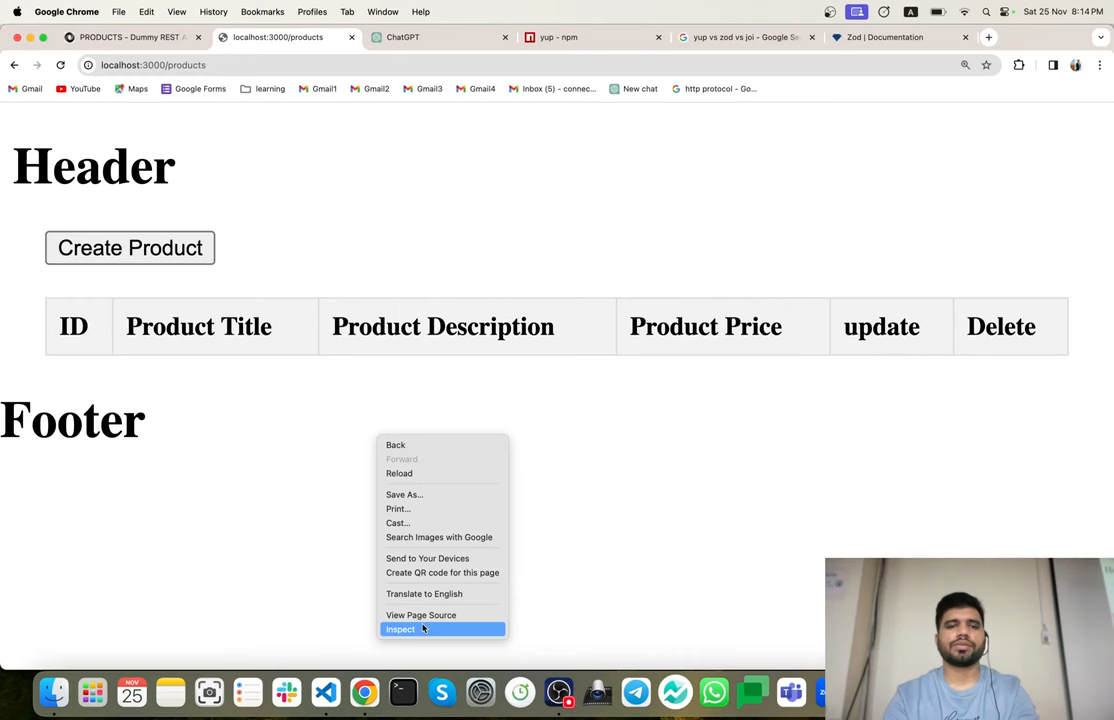 Google Chrome File Edit View History Bookmarks Profiles Tab Window Help A Sat 25 Nov 8:14 PM
PRODUCTS - Dummy REST A localhost:3000/products ChatGPT yup - npm yup vs zod vs joi - Google Se Zod | Documentation
localhost:3000/products
Gmail YouTube Maps Google Forms learning Gmail1 Gmail2 Gmail3 Gmail4 Inbox (5) - connec... New chat http protocol - Go...
Header
Create Product
ID Product Title Product Description Product Price update Delete
Footer
Back
Forward
Reload
Save As...
Print...
Cast...
Search Images with Google
Send to Your Devices
Create QR code for this page
Translate to English
View Page Source
Inspect
NOV
25